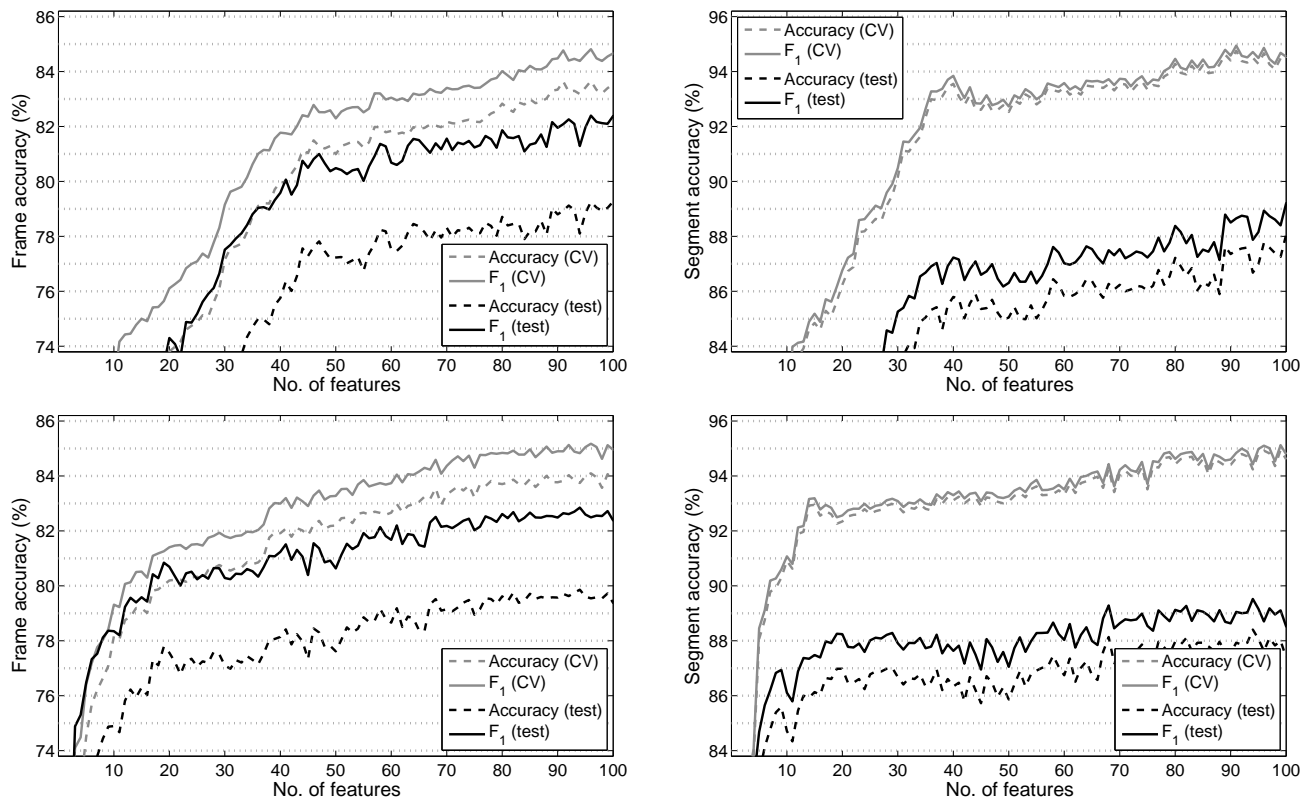 86
84
82
80
78
76
74
Frame accuracy (%)
10 20 30 40 50 60 70 80 90 100
No. of features
Accuracy (CV)
F1 (CV)
Accuracy (test)
F1 (test)
96
94
92
90
88
86
84
Segment accuracy (%)
10 20 30 40 50 60 70 80 90 100
No. of features
Accuracy (CV)
F1 (CV)
Accuracy (test)
F1 (test)
86
84
82
80
78
76
74
Frame accuracy (%)
10 20 30 40 50 60 70 80 90 100
No. of features
Accuracy (CV)
F1 (CV)
Accuracy (test)
F1 (test)
96
94
92
90
88
86
84
Segment accuracy (%)
10 20 30 40 50 60 70 80 90 100
No. of features
Accuracy (CV)
F1 (CV)
Accuracy (test)
F1 (test)